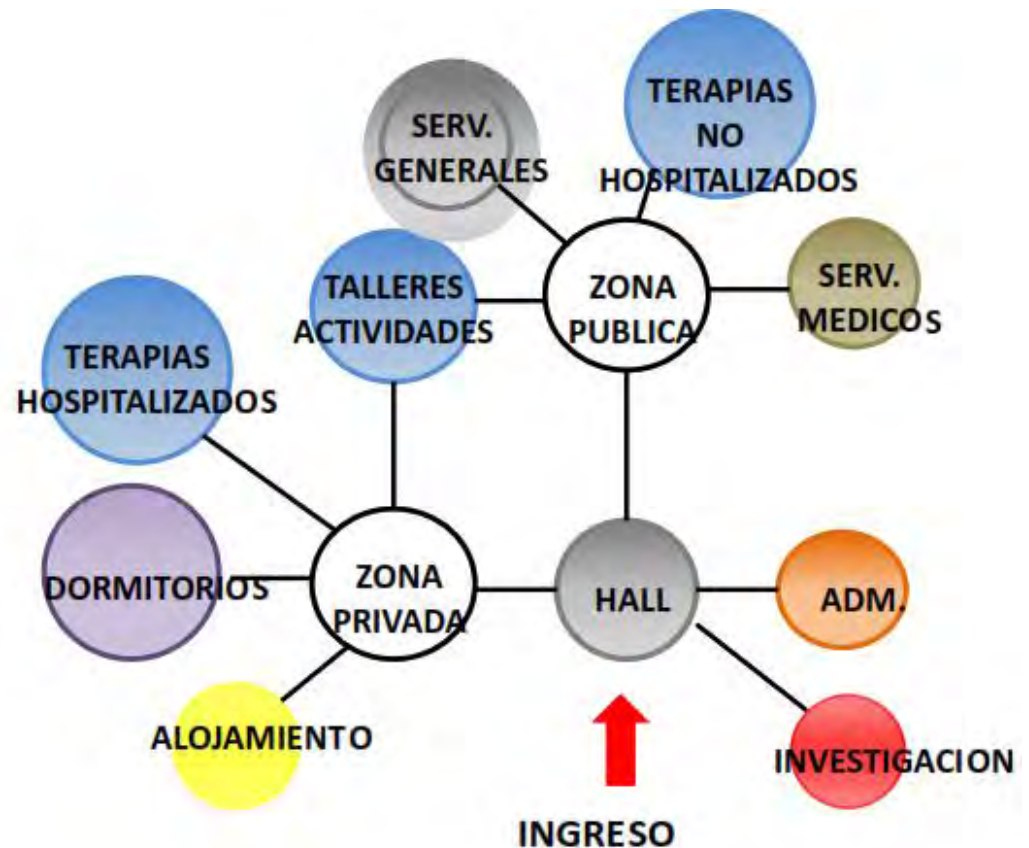 TERAPIAS
NO
HOSPITALIZADOS
SERV.
GENERALES
TALLERES
ACTIVIDADES
ZONA
PUBLICA
SERV.
MEDICOS
TERAPIAS
HOSPITALIZADOS
DORMITORIOS
ZONA
PRIVADA
HALL
ADM.
ALOJAMIENTO
INVESTIGACION
INGRESO